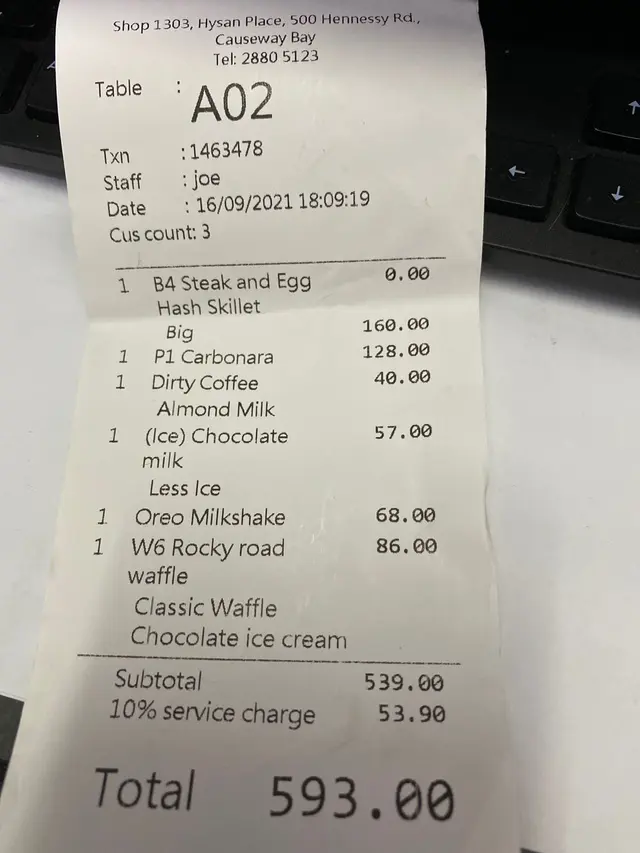 Shop 1303, Hysan Place, 500 Hennessy Rd.,
Causeway Bay
Tel: 2880 5123
Table : A02
Txn : 1463478
Staff : joe
Date : 16/09/2021 18:09:19
Cus count: 3
1 B4 Steak and Egg 0.00
Hash Skillet
Big 160.00
1 P1 Carbonara 128.00
1 Dirty Coffee 40.00
Almond Milk
1 (Ice) Chocolate 57.00
milk
Less Ice
1 Oreo Milkshake 68.00
1 W6 Rocky road 86.00
waffle
Classic Waffle
Chocolate ice cream
Subtotal 539.00
10% service charge 53.90
Total 593.00